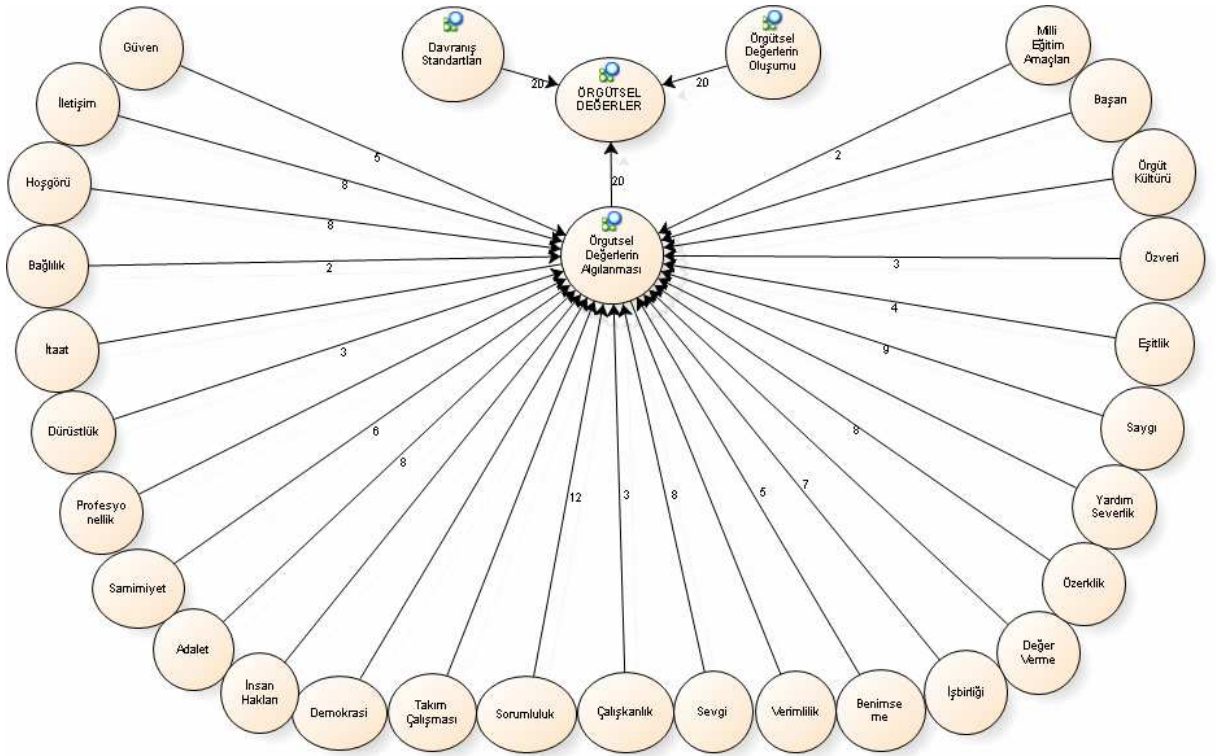 Güven
Davranış
Standartları
Örgütsel
Değerlerin
Oluşumu
Milli
Eğitim
Amaçları
20
ÖRGÜTSEL
DEĞERLER
20
İletişim
Başarı
5
2
8
Hoşgörü
20
Örgüt
Kültürü
8
Örgutsel
Değerlerin
Algılanması
Bağlılık
2
3
Özveri
4
İtaat
3
9
Eşitlik
Dürüstlük
6
8
Saygı
8
Profesyo
nellik
12
3
8
5
7
Yardım
Severlik
Samimiyet
Özerklik
Adalet
Değer
Verme
İnsan
Hakları
İşbirliği
Demokrasi
Takım
Çalışması
Sorumluluk
Çalışkanlık
Sevgi
Verimlilik
Benimse
me